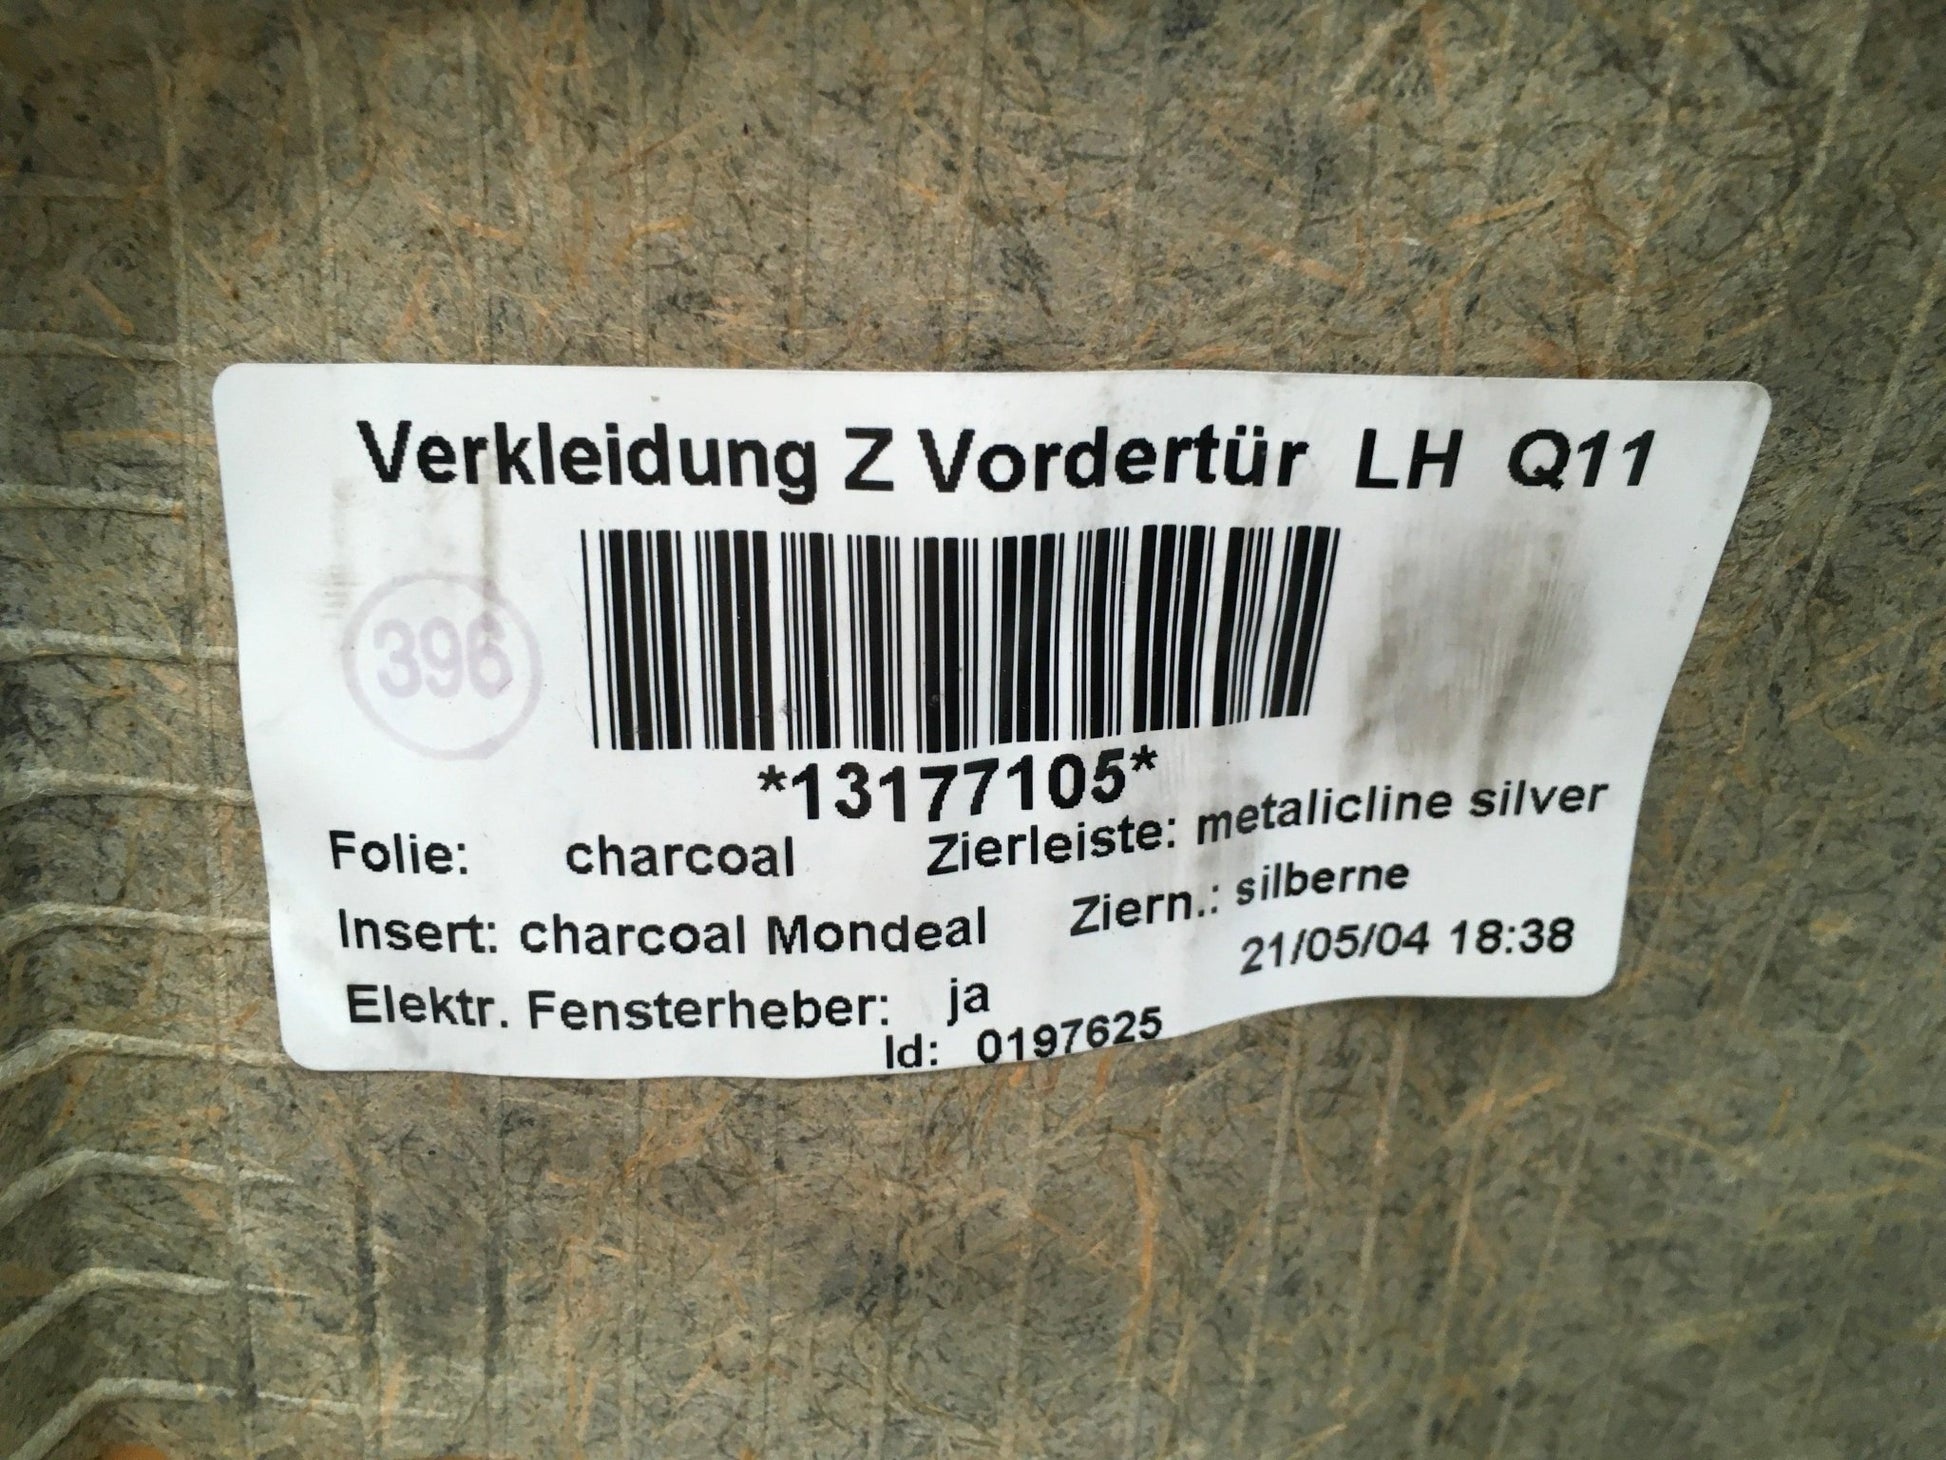 Verkleidung Z Vordertür LH Q11
396
*13177105*
Folie: charcoal Zierleiste: metalicline silver
Insert: charcoal Mondeal Ziern.: silberne
Elektr. Fensterheber: ja 21/05/04 18:38
Id: 0197625